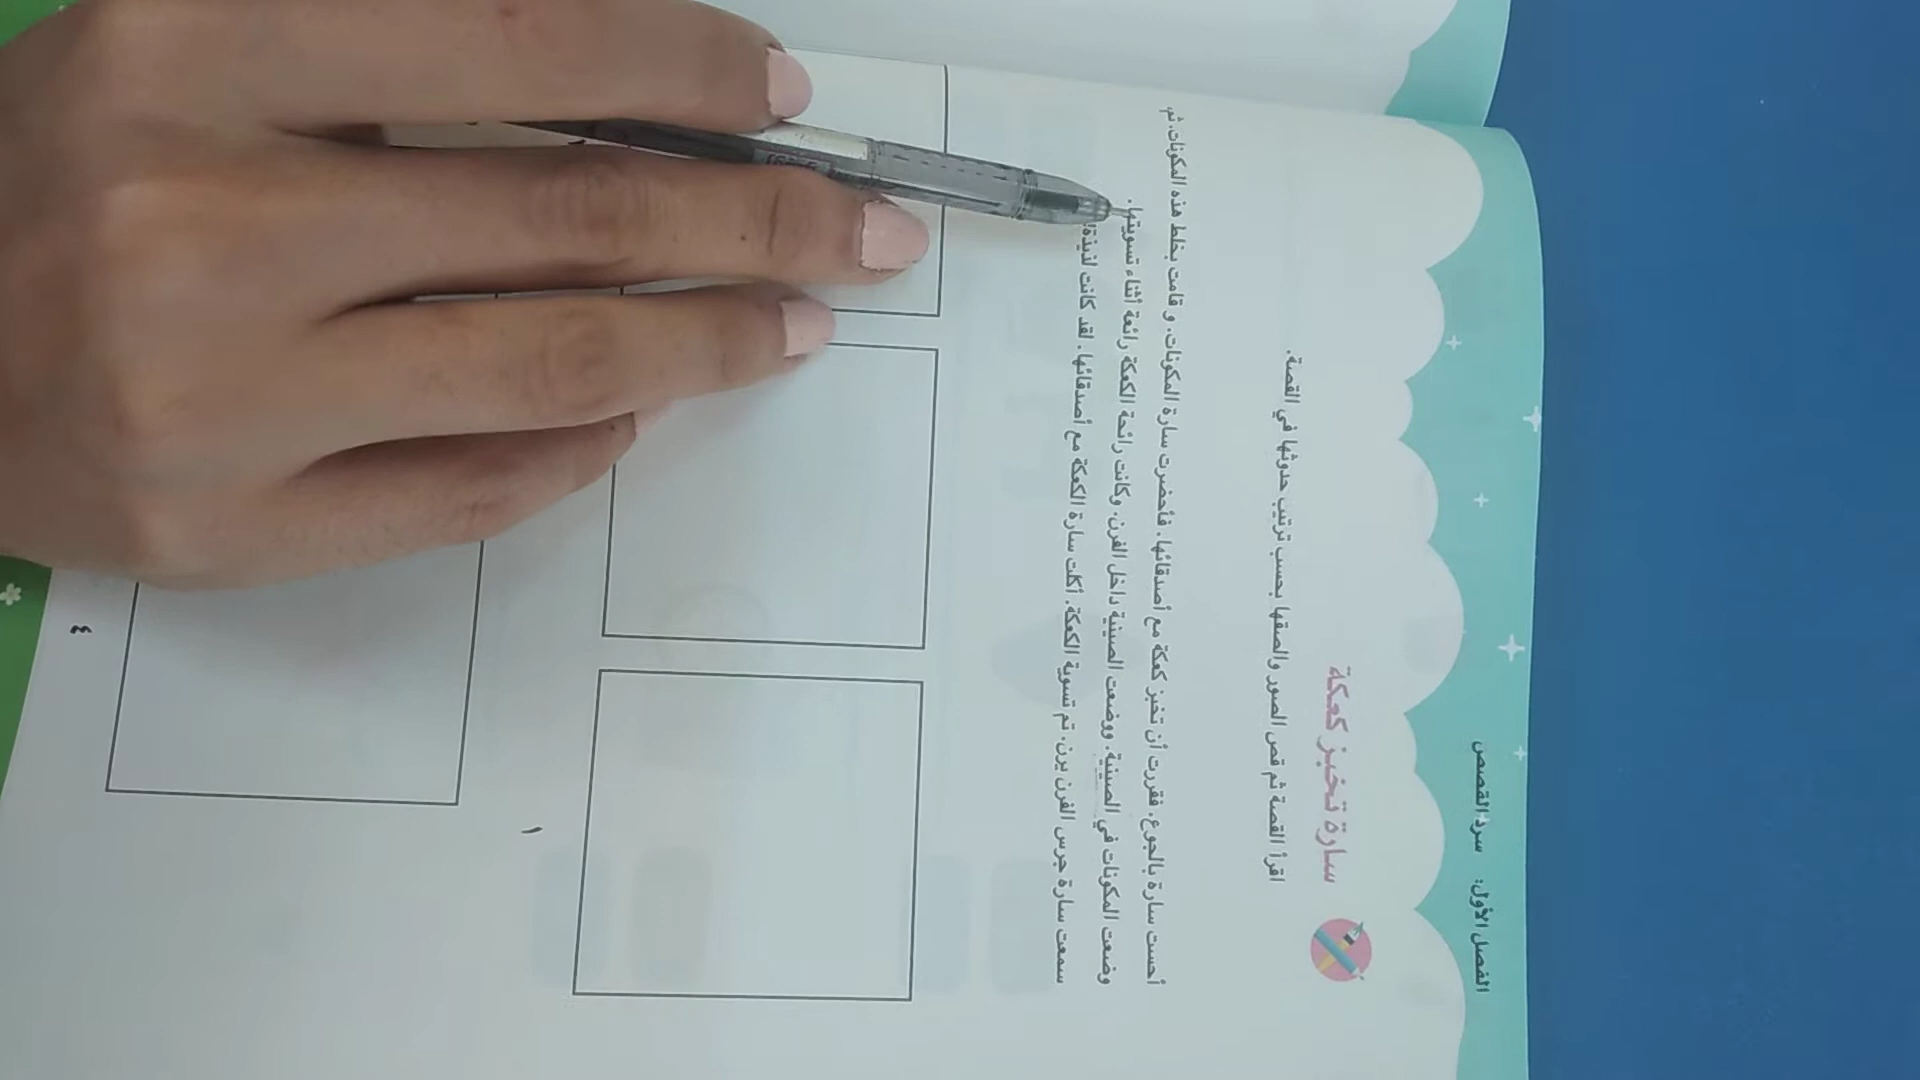 الفصل الأول: سرد القصص
سارة تخبز كعكة
اقرأ القصة ثم قص الصور والصقها بحسب ترتيب حدوثها في القصة.
أحست سارة بالجوع. فقررت أن تخبز كعكة مع أصدقائها. فأحضرت سارة المكونات. و قامت بخلط هذه المكونات. ثم
وضعت المكونات في الصينية. ووضعت الصينية داخل الفرن. وكانت رائحة الكعكة رائعة أثناء تسويتها.
سمعت سارة جرس الفرن يرن. تم تسوية الكعكة. أكلت سارة الكعكة مع أصدقائها. لقد كانت لذيذة!
١
٤